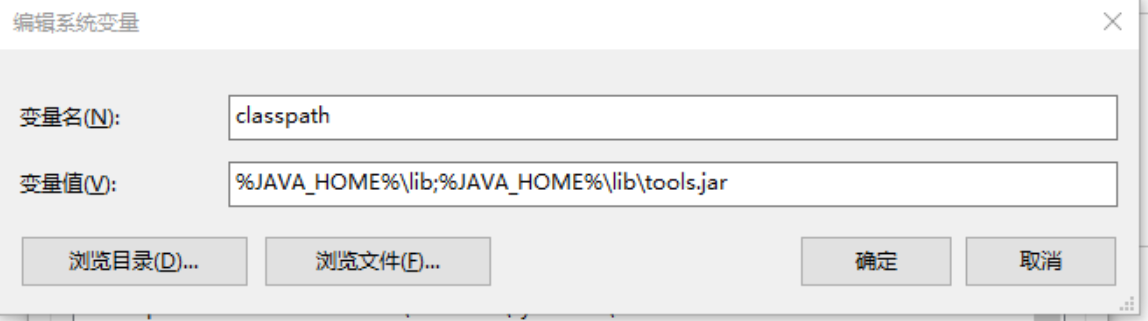 编辑系统变量
变量名(N):
classpath
变量值(V):
%JAVA_HOME%\lib;%JAVA_HOME%\lib\tools.jar
浏览目录(D)...
浏览文件(F)...
确定
取消